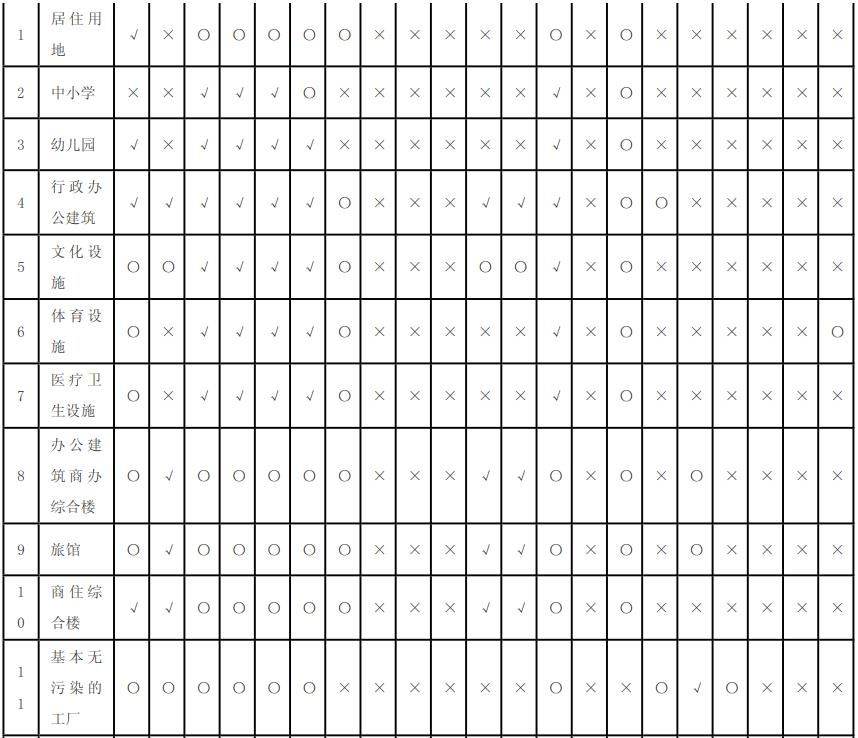 1 居住用
地 √ × ○ ○ ○ ○ ○ × × × × × ○ × ○ × × × × × ×
2 中小学 × × √ √ √ ○ × × × × × × √ × ○ × × × × × ×
3 幼儿园 √ × √ √ √ √ × × × × × × √ × ○ × × × × × ×
4 行政办
公建筑 √ √ √ √ √ √ ○ × × × √ √ √ × ○ ○ × × × × ×
5 文化设
施 ○ ○ √ √ √ √ ○ × × × ○ ○ √ × ○ × × × × × ×
6 体育设
施 ○ × √ √ √ √ ○ × × × × × √ × ○ × × × × × ○
7 医疗卫
生设施 ○ × √ √ √ √ ○ × × × × × √ × ○ × × × × × ×
8 办公建
筑商办
综合楼 ○ √ ○ ○ ○ ○ ○ × × × √ √ ○ × ○ × ○ × × × ×
9 旅馆 ○ √ ○ ○ ○ ○ ○ × × × √ √ ○ × ○ × ○ × × × ×
10 商住综
合楼 √ √ ○ ○ ○ ○ ○ × × × √ √ ○ × ○ × × × × × ×
11 基本无
污染的
工厂 ○ ○ ○ ○ ○ ○ × × × × × × ○ × × ○ √ ○ × × ×